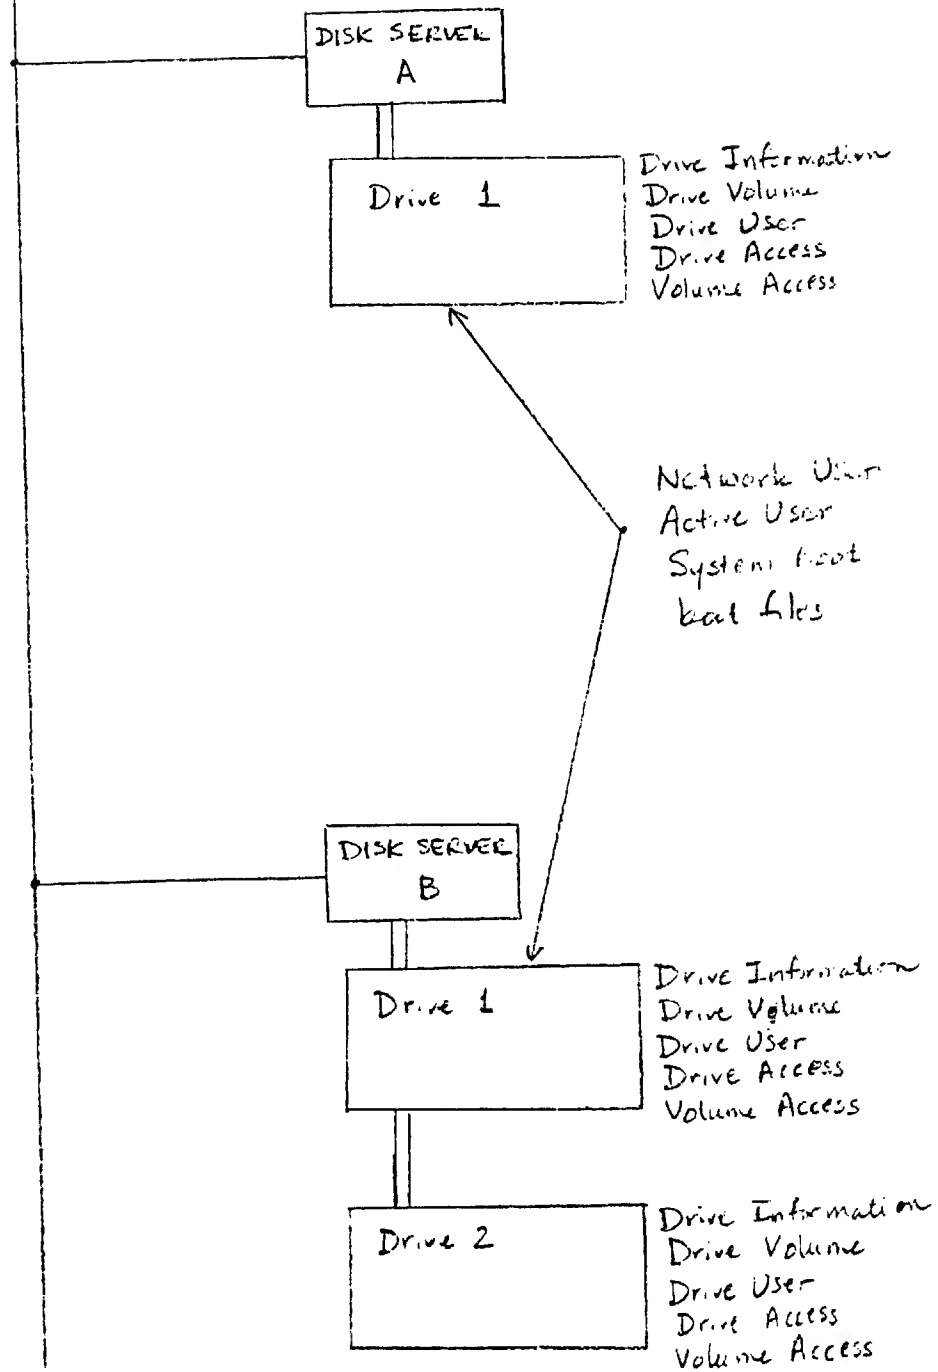 DISK SERVER
A
Drive 1
Drive Information
Drive Volume
Drive User
Drive Access
Volume Access
Network User
Active User
System boot
boot files
DISK SERVER
B
Drive 1
Drive Information
Drive Volume
Drive User
Drive Access
Volume Access
Drive 2
Drive Information
Drive Volume
Drive User
Drive Access
Volume Access